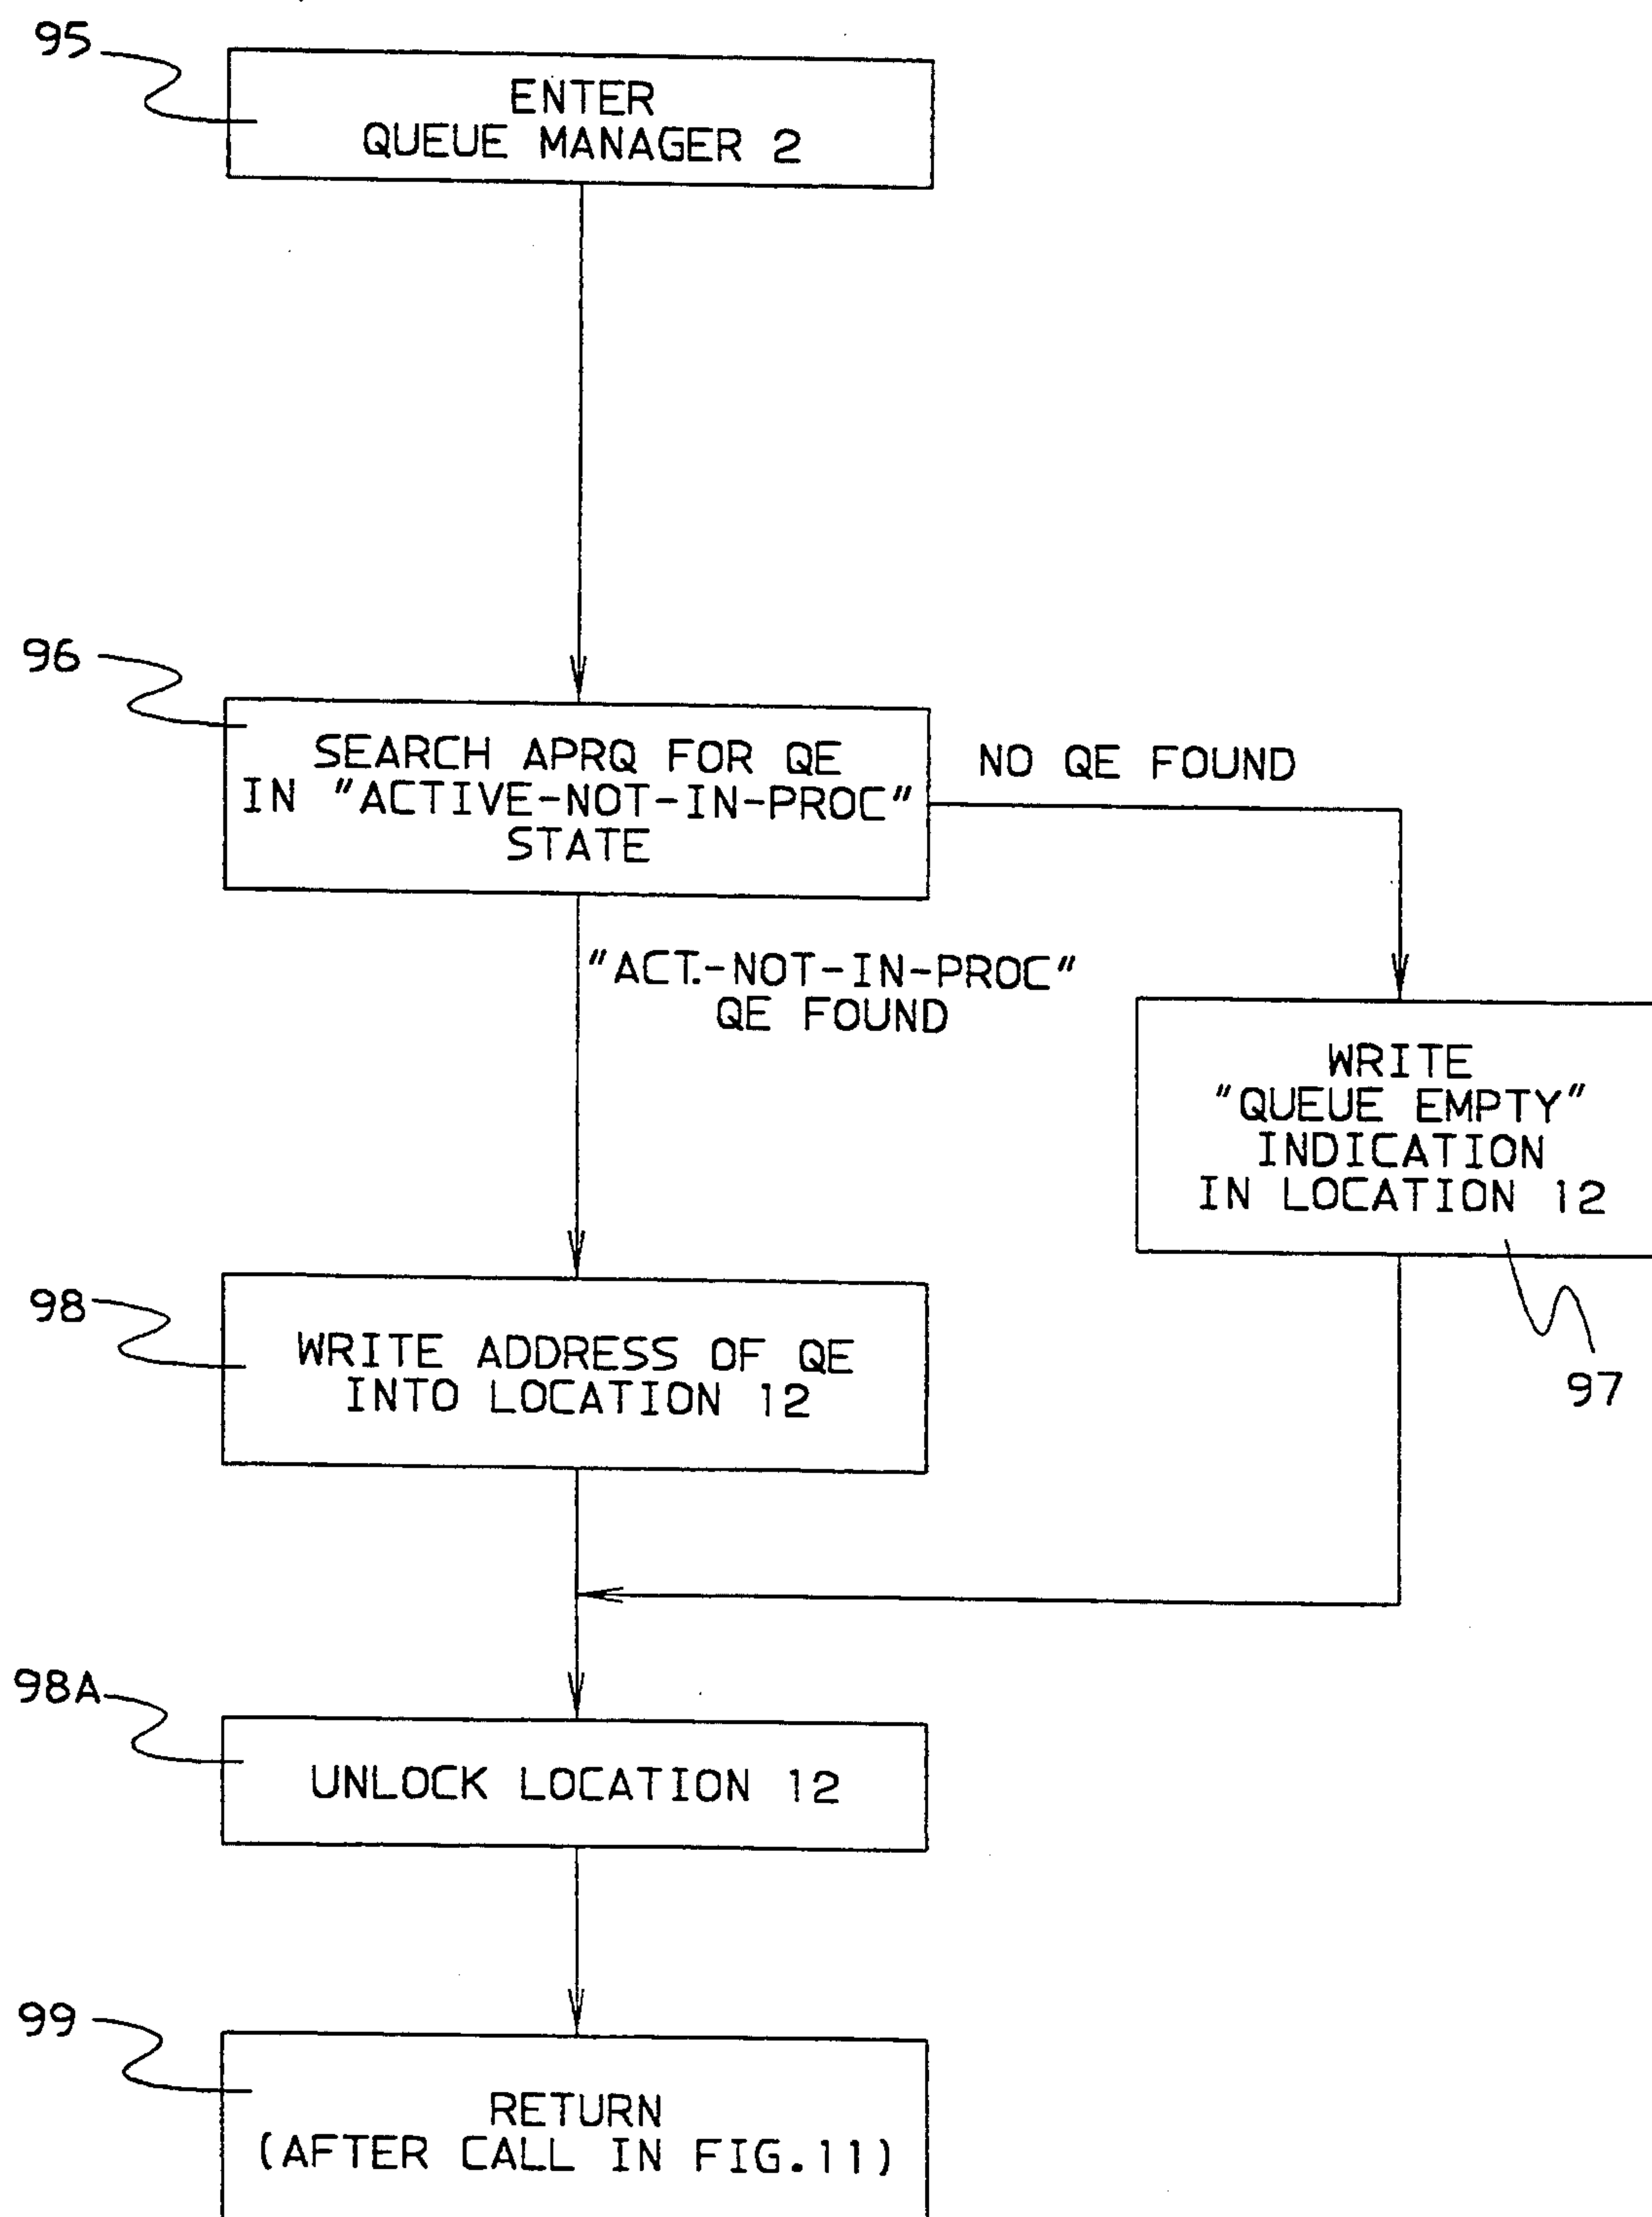 95
ENTER
QUEUE MANAGER 2
96
SEARCH APRQ FOR QE
IN "ACTIVE-NOT-IN-PROC"
STATE
NO QE FOUND
"ACT.-NOT-IN-PROC"
QE FOUND
WRITE
"QUEUE EMPTY"
INDICATION
IN LOCATION 12
97
98
WRITE ADDRESS OF QE
INTO LOCATION 12
98A
UNLOCK LOCATION 12
99
RETURN
(AFTER CALL IN FIG.11)